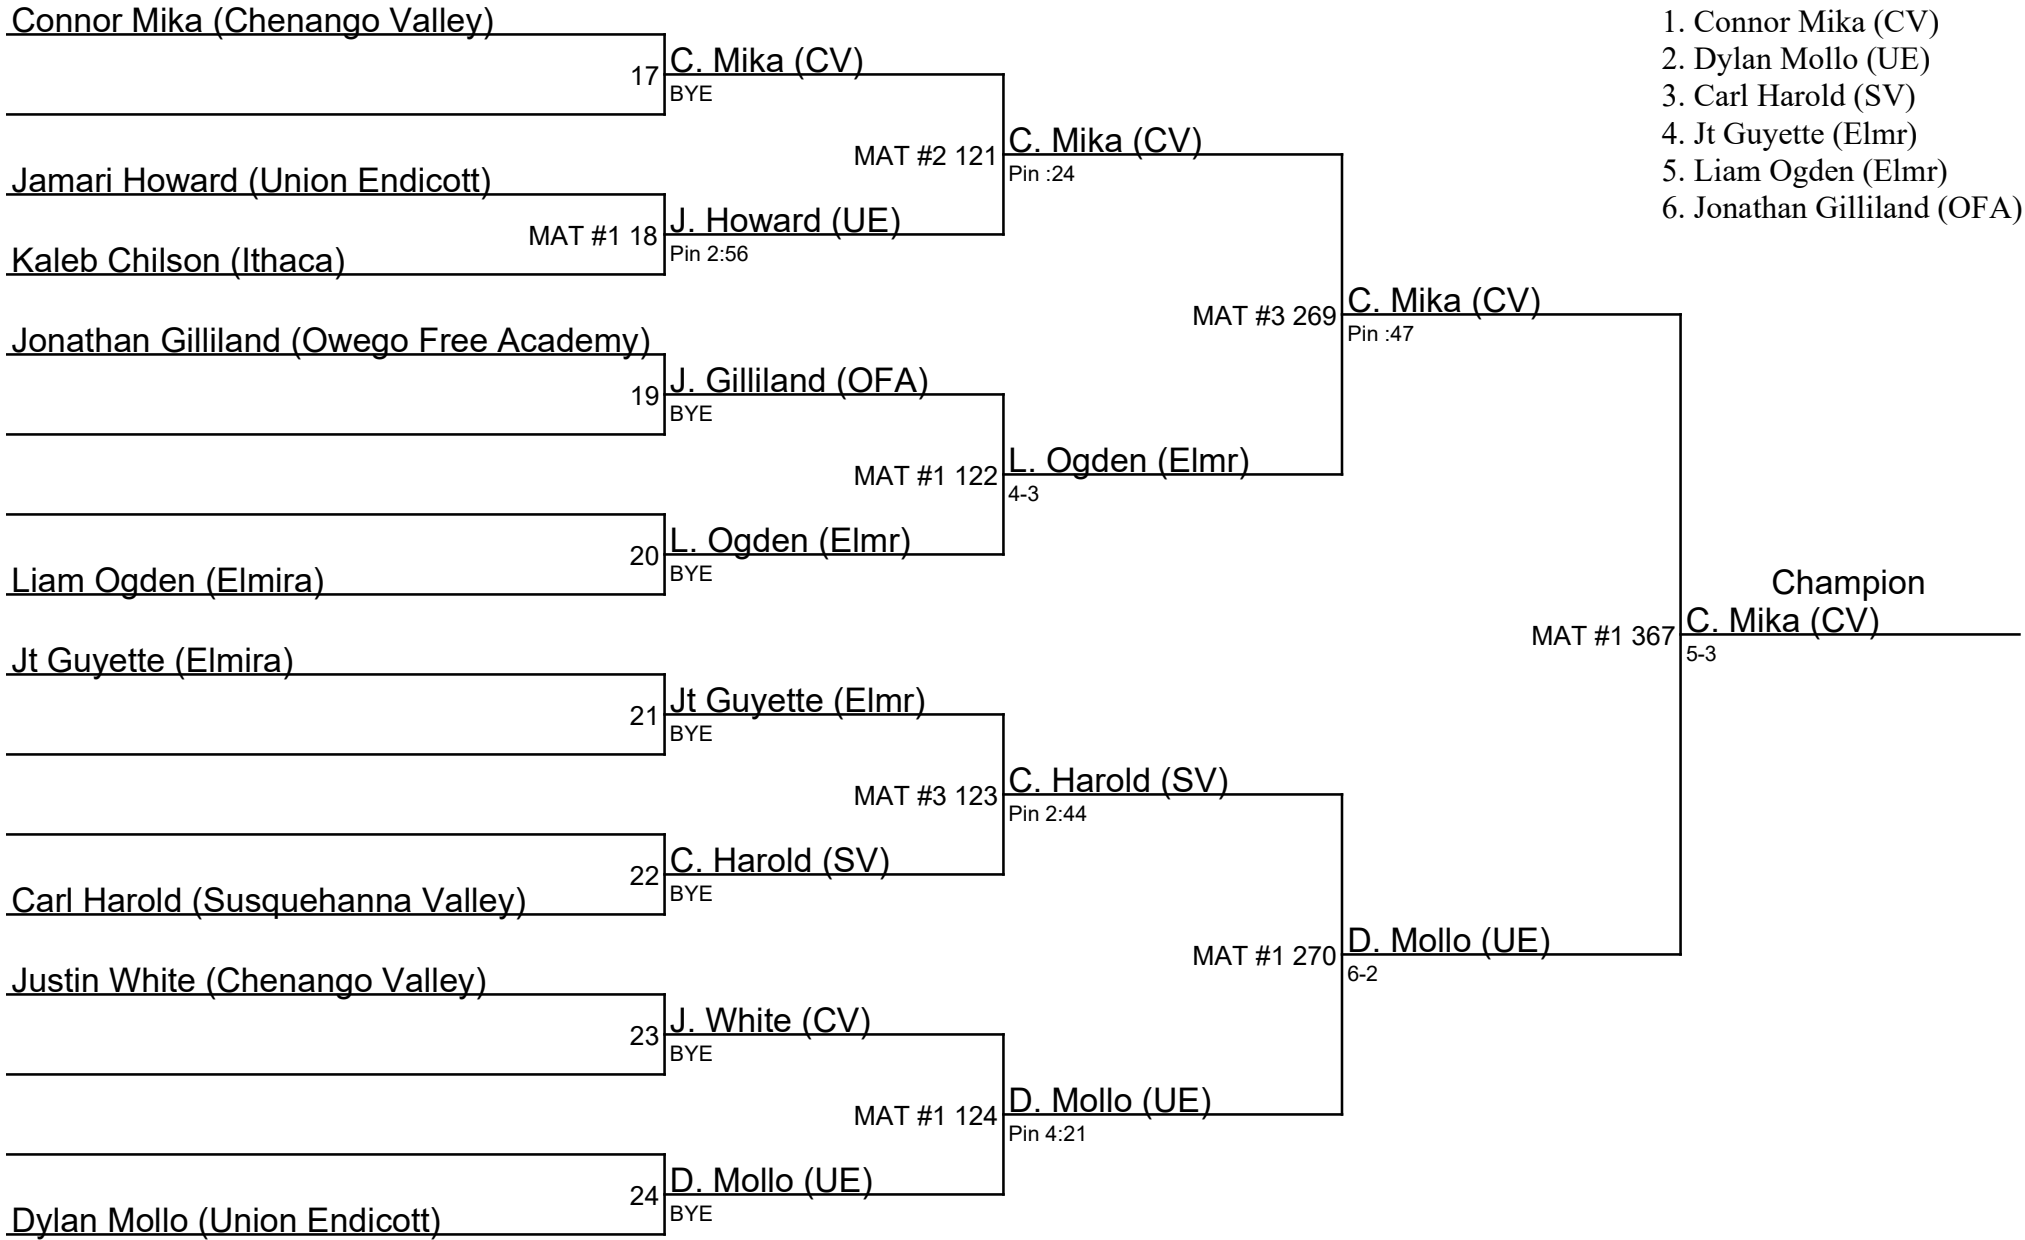 Connor Mika (Chenango Valley)
17
C. Mika (CV)
BYE
Jamari Howard (Union Endicott)
MAT #1 18
Kaleb Chilson (Ithaca)
J. Howard (UE)
Pin 2:56
MAT #2 121
C. Mika (CV)
Pin :24
Jonathan Gilliland (Owego Free Academy)
19
J. Gilliland (OFA)
BYE
20
Liam Ogden (Elmira)
L. Ogden (Elmr)
BYE
MAT #1 122
L. Ogden (Elmr)
4-3
MAT #3 269
C. Mika (CV)
Pin :47
Jt Guyette (Elmira)
21
Jt Guyette (Elmr)
BYE
22
Carl Harold (Susquehanna Valley)
C. Harold (SV)
BYE
MAT #3 123
C. Harold (SV)
Pin 2:44
Justin White (Chenango Valley)
23
J. White (CV)
BYE
24
Dylan Mollo (Union Endicott)
D. Mollo (UE)
BYE
MAT #1 124
D. Mollo (UE)
Pin 4:21
MAT #1 270
D. Mollo (UE)
6-2
MAT #1 367
Champion
C. Mika (CV)
5-3
1. Connor Mika (CV)
2. Dylan Mollo (UE)
3. Carl Harold (SV)
4. Jt Guyette (Elmr)
5. Liam Ogden (Elmr)
6. Jonathan Gilliland (OFA)